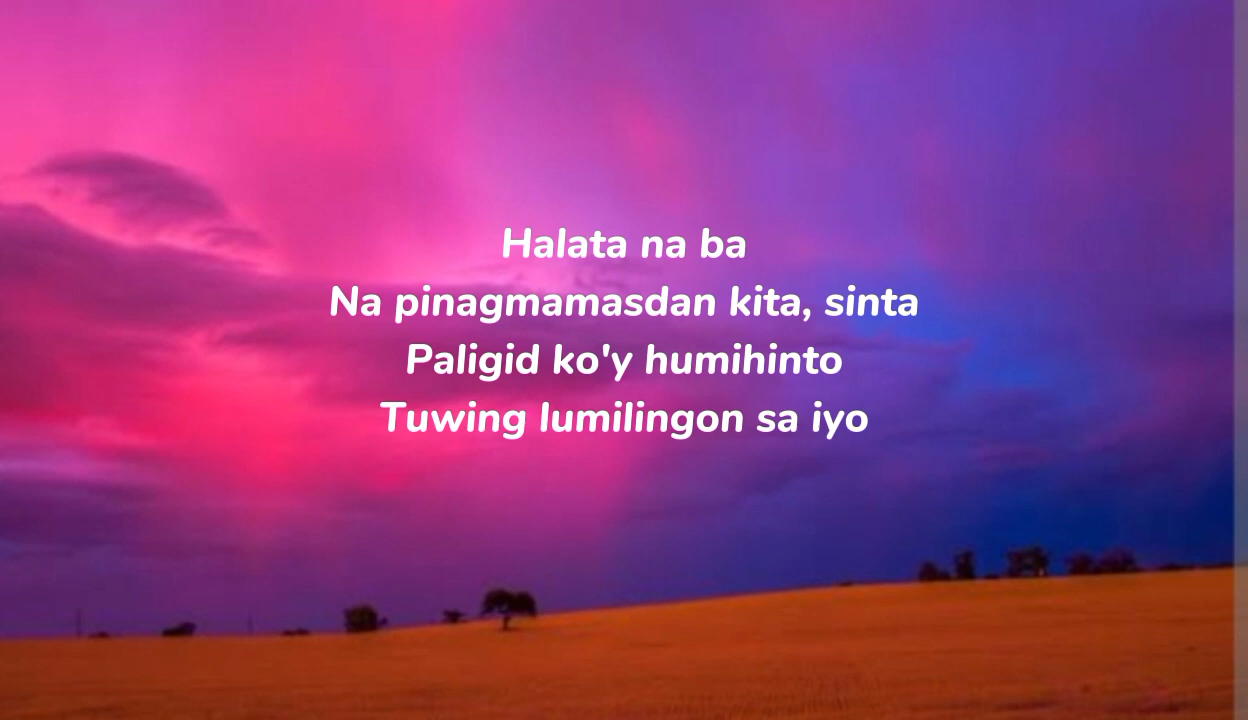 Halata na ba
Na pinagmamasdan kita, sinta
Paligid ko'y humihinto
Tuwing lumilingon sa iyo